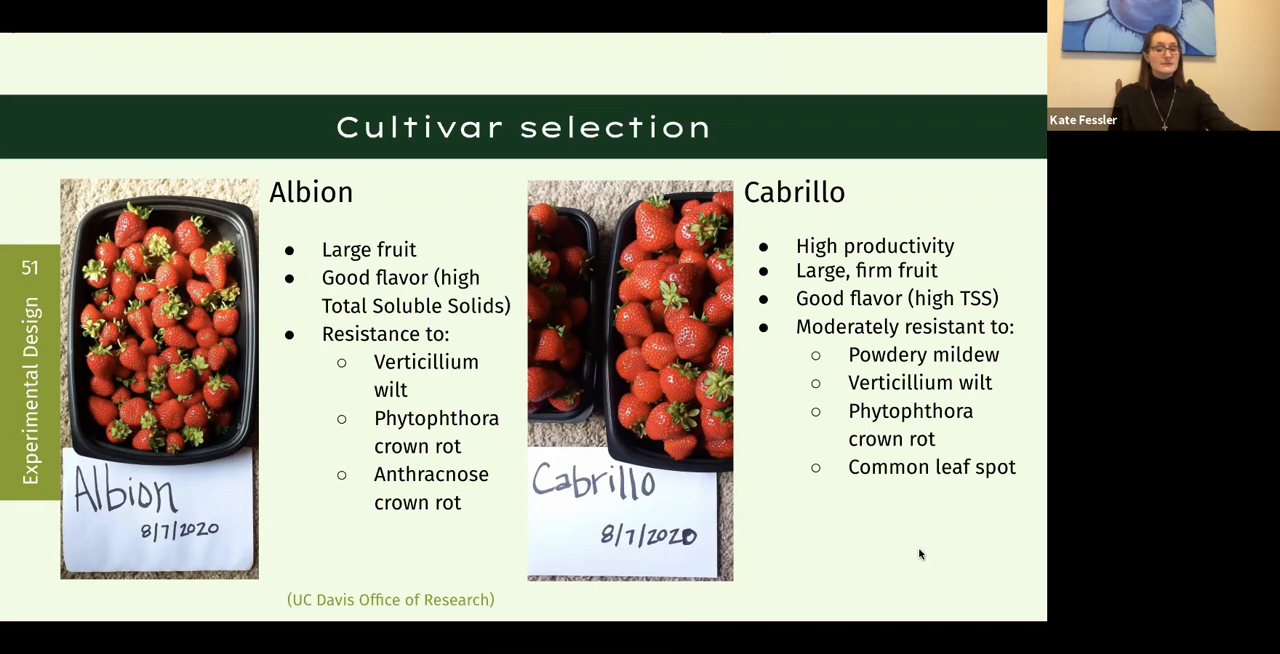 Cultivar selection
Kate Fessler
51
Experimental Design
Albion
● Large fruit
● Good flavor (high
Total Soluble Solids)
● Resistance to:
○ Verticillium
wilt
○ Phytophthora
crown rot
○ Anthracnose
crown rot
Albion
8/7/2020
Cabrillo
● High productivity
● Large, firm fruit
● Good flavor (high TSS)
● Moderately resistant to:
○ Powdery mildew
○ Verticillium wilt
○ Phytophthora
crown rot
○ Common leaf spot
Cabrillo
8/7/2020
(UC Davis Office of Research)